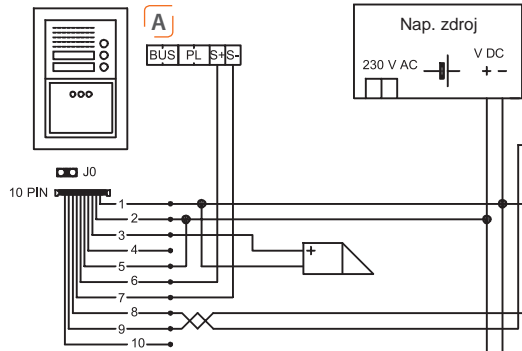 A
BUS PL S+ S-
Nap. zdroj
230 V AC
V DC
+ −
J0
10 PIN
1
2
3
4
5
6
7
8
9
10
+